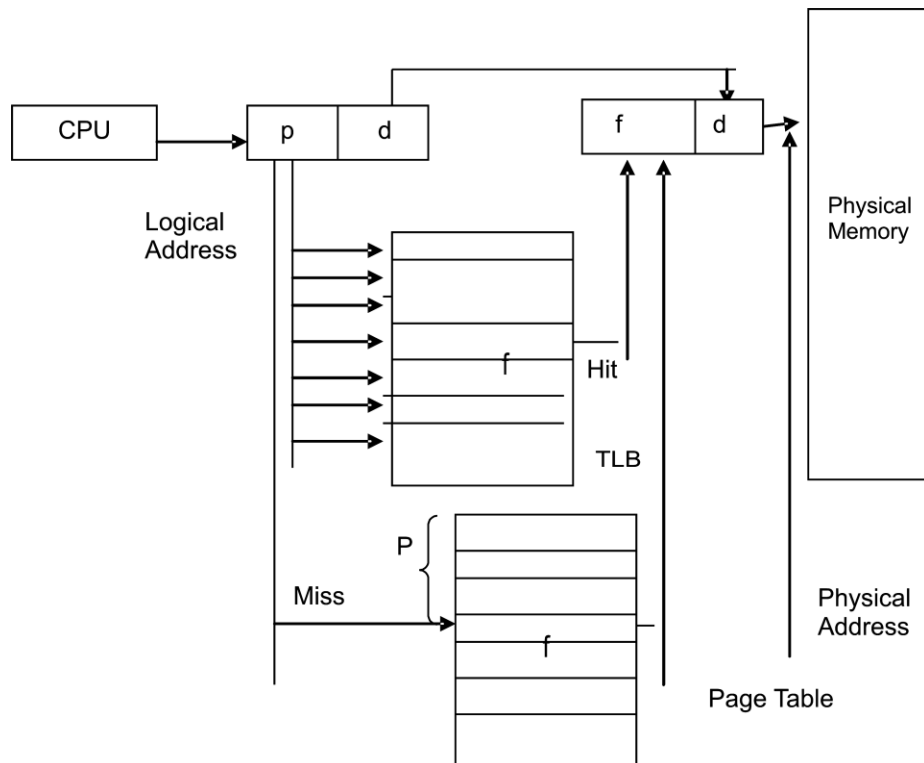 CPU
p
d
f
d
Logical
Address
Physical
Memory
f
Hit
TLB
P
Miss
f
Physical
Address
Page Table